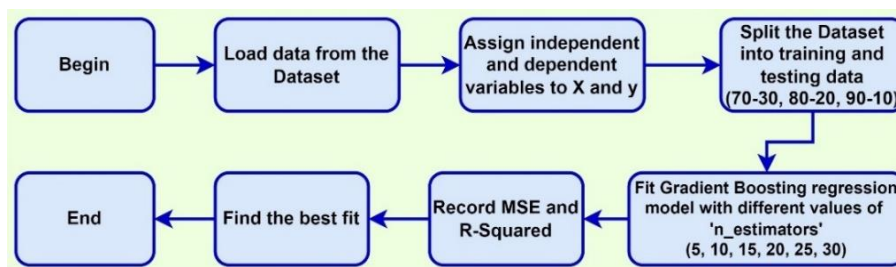 Begin
Load data from the
Dataset
Assign independent
and dependent
variables to X and y
Split the Dataset
into training and
testing data
(70-30, 80-20, 90-10)
Fit Gradient Boosting regression
model with different values of
'n_estimators'
(5, 10, 15, 20, 25, 30)
Record MSE and
R-Squared
Find the best fit
End